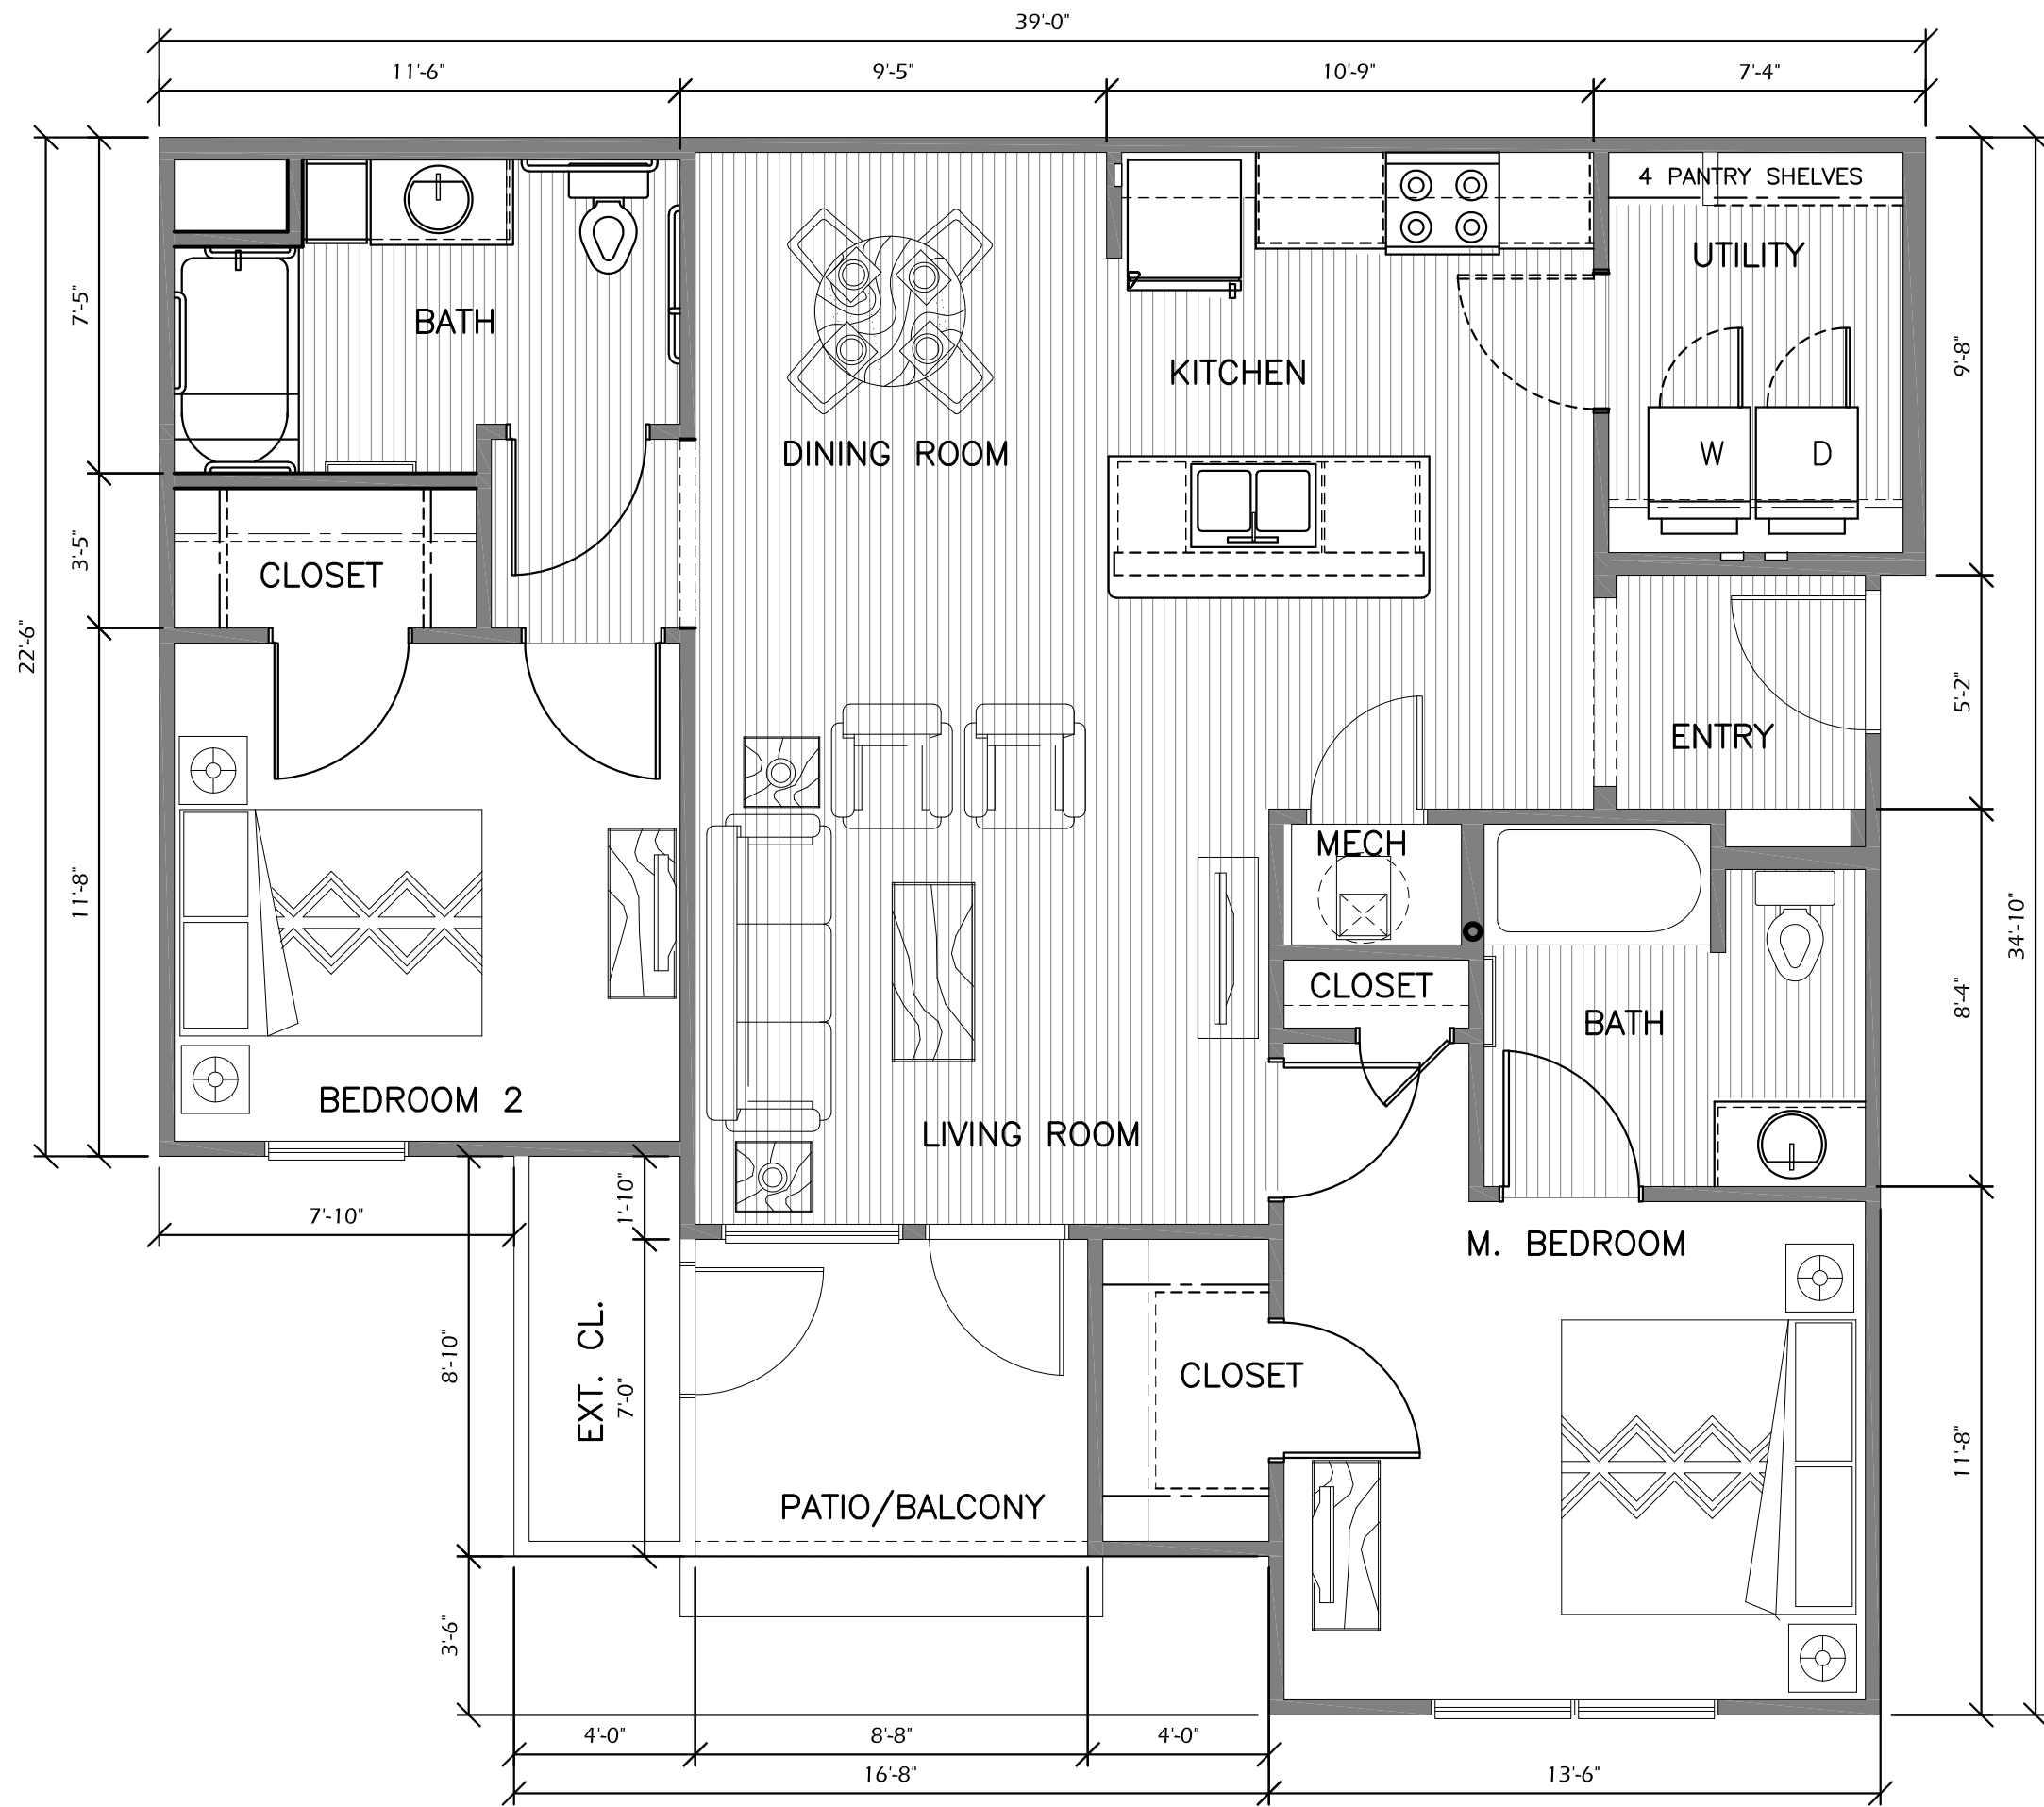 39'-0"
11'-6"
9'-5"
10'-9"
7'-4"
4 PANTRY SHELVES
UTILITY
7'-5"
BATH
9'-8"
KITCHEN
DINING ROOM
W
D
3'-5"
CLOSET
22'-6"
5'-2"
ENTRY
MECH
11'-8"
34'-10"
CLOSET
8'-4"
BATH
BEDROOM 2
LIVING ROOM
7'-10"
1'-10"
M. BEDROOM
8'-10"
EXT. CL.
7'-0"
CLOSET
11'-8"
PATIO/BALCONY
3'-6"
4'-0"
8'-8"
4'-0"
16'-8"
13'-6"